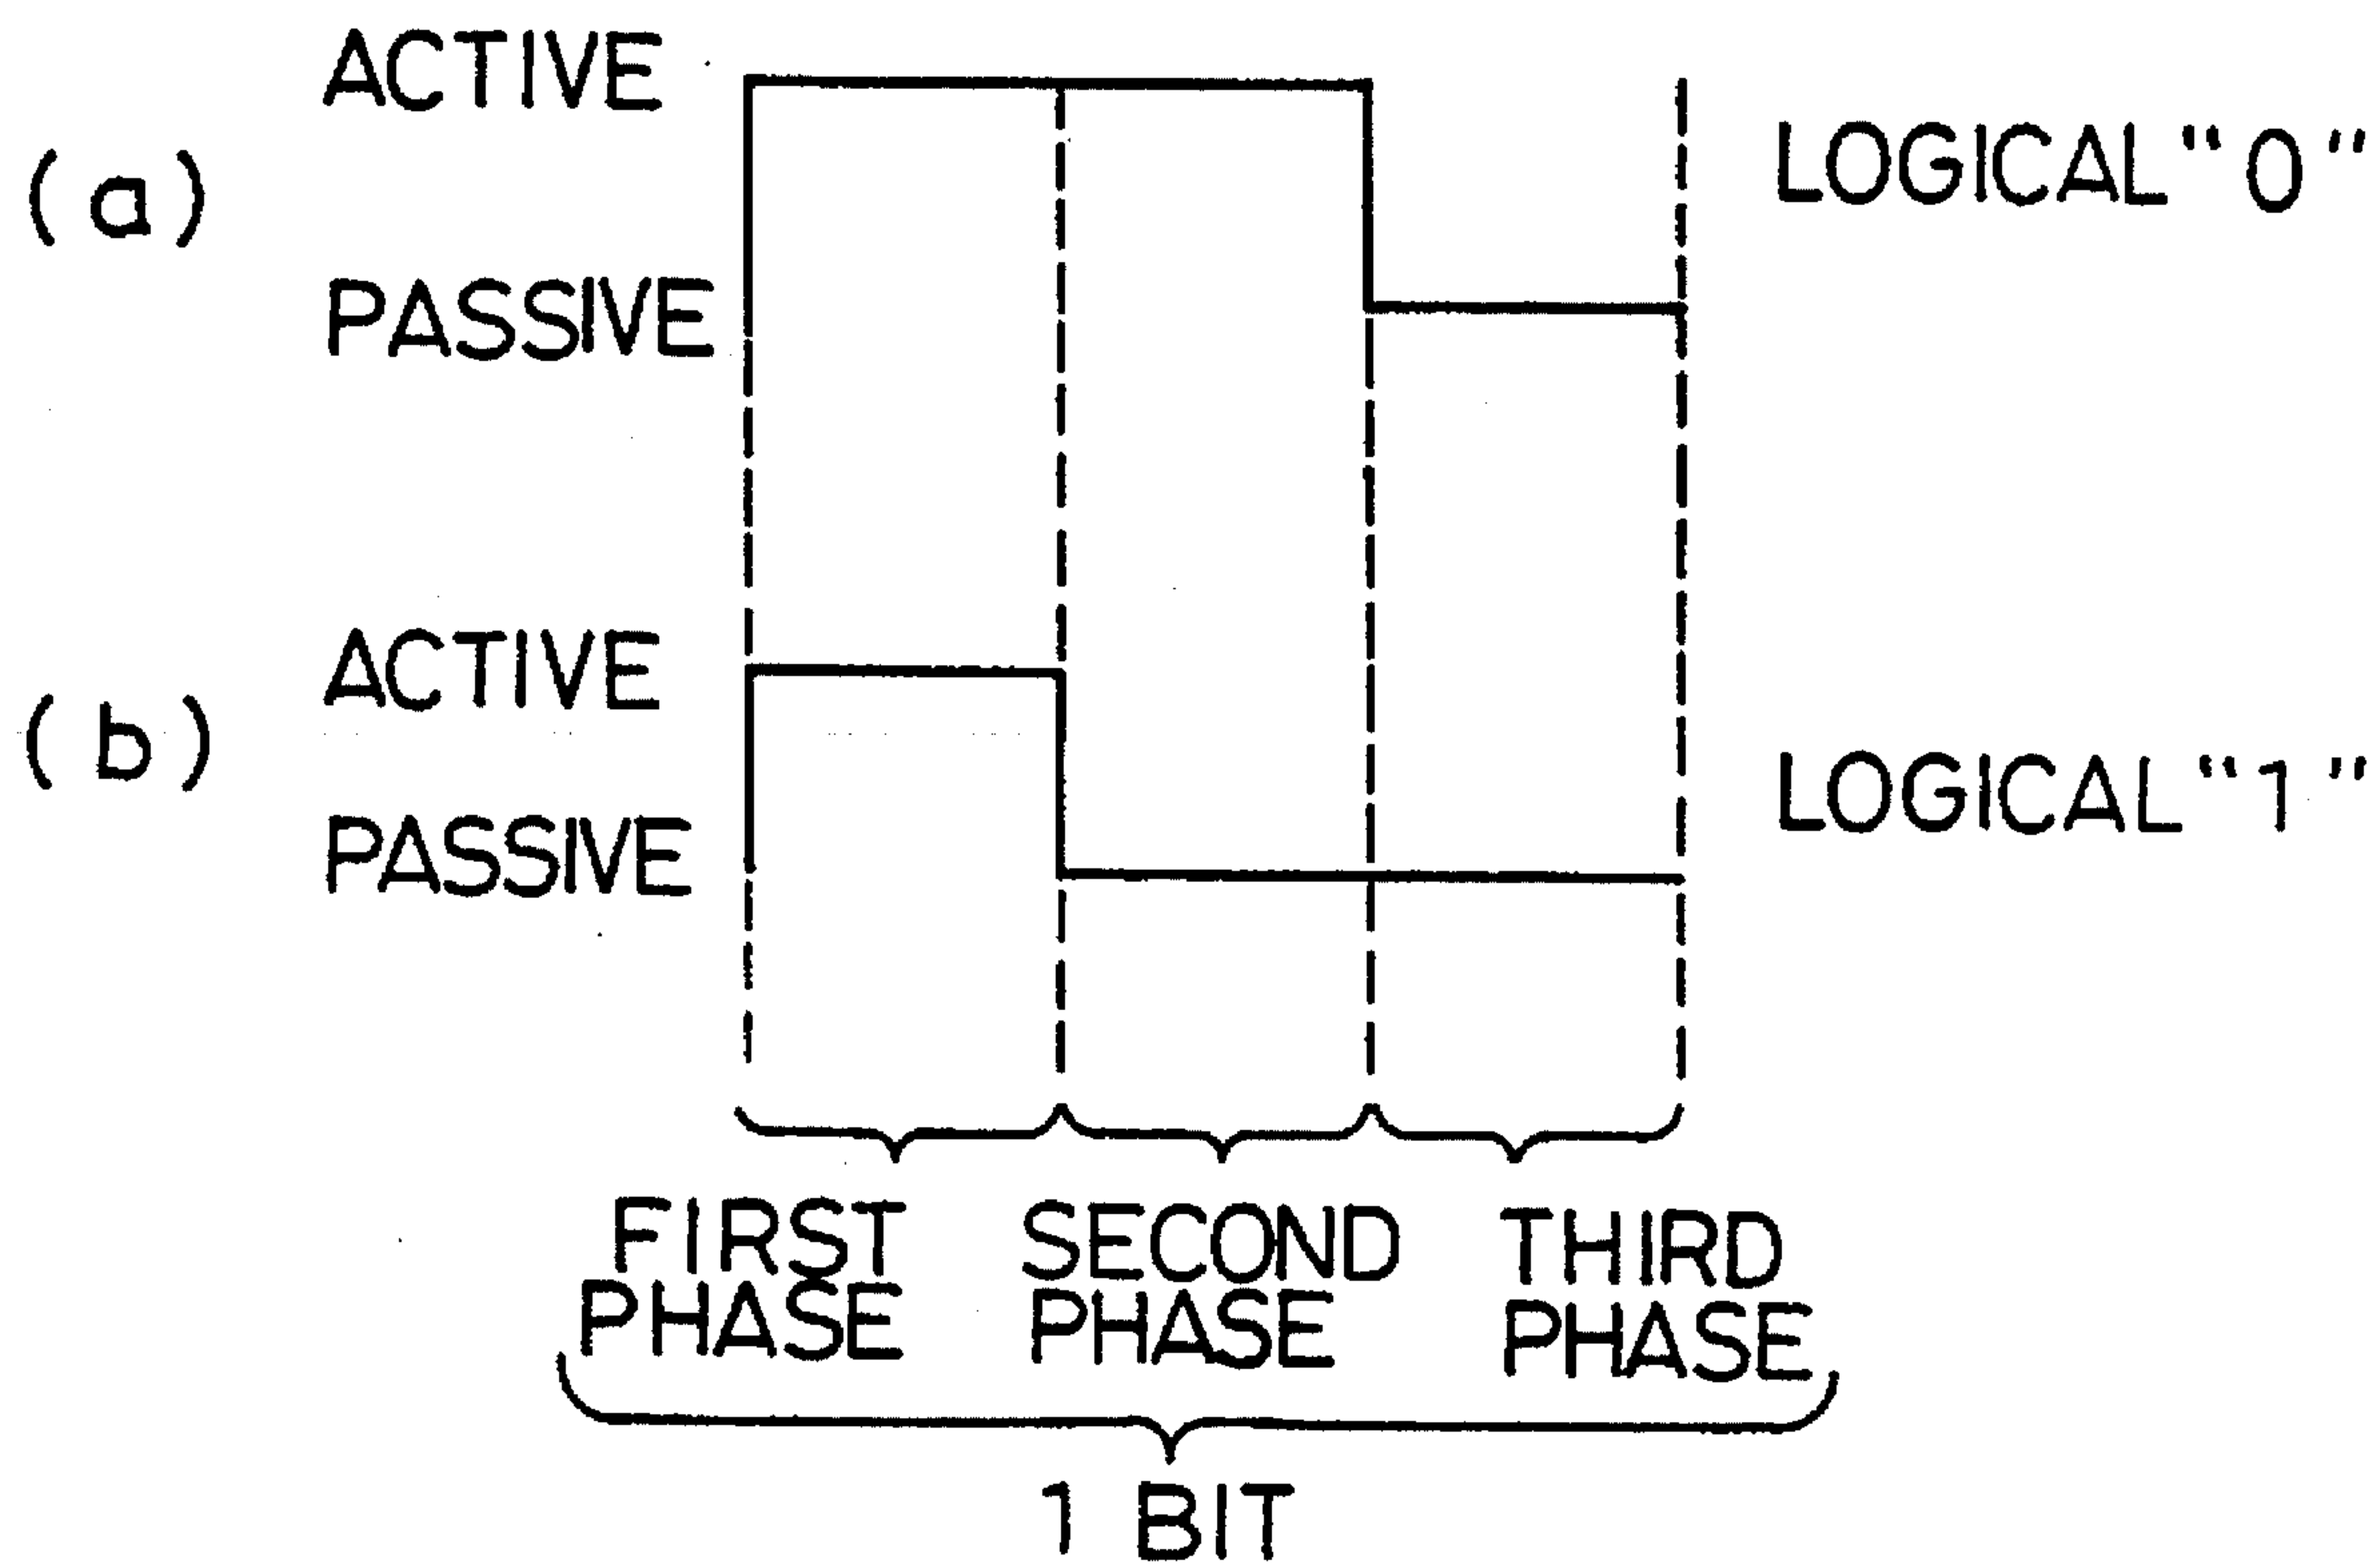 ACTIVE
(a)
LOGICAL "0"
PASSIVE
ACTIVE
(b)
LOGICAL "1"
PASSIVE
FIRST PHASE
SECOND PHASE
THIRD PHASE
1 BIT